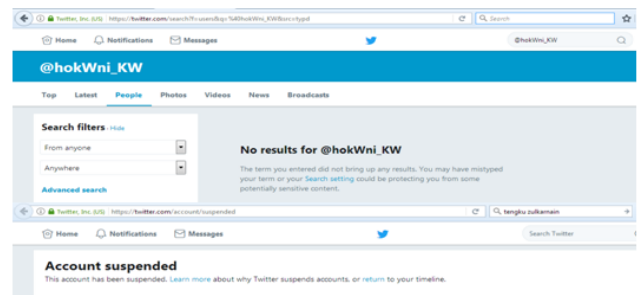 Twitter, Inc. (US) https://twitter.com/search?f=users&q=%40hokWni_KW&src=typd Search
Home Notifications Messages @hokWni_KW
@hokWni_KW
Top Latest People Photos Videos News Broadcasts
Search filters · Hide
From anyone
Anywhere
Advanced search
No results for @hokWni_KW
The term you entered did not bring up any results. You may have mistyped
your term or your Search setting could be protecting you from some
potentially sensitive content.
Twitter, Inc. (US) https://twitter.com/account/suspended tengku zulkarnain
Home Notifications Messages Search Twitter
Account suspended
This account has been suspended. Learn more about why Twitter suspends accounts, or return to your timeline.